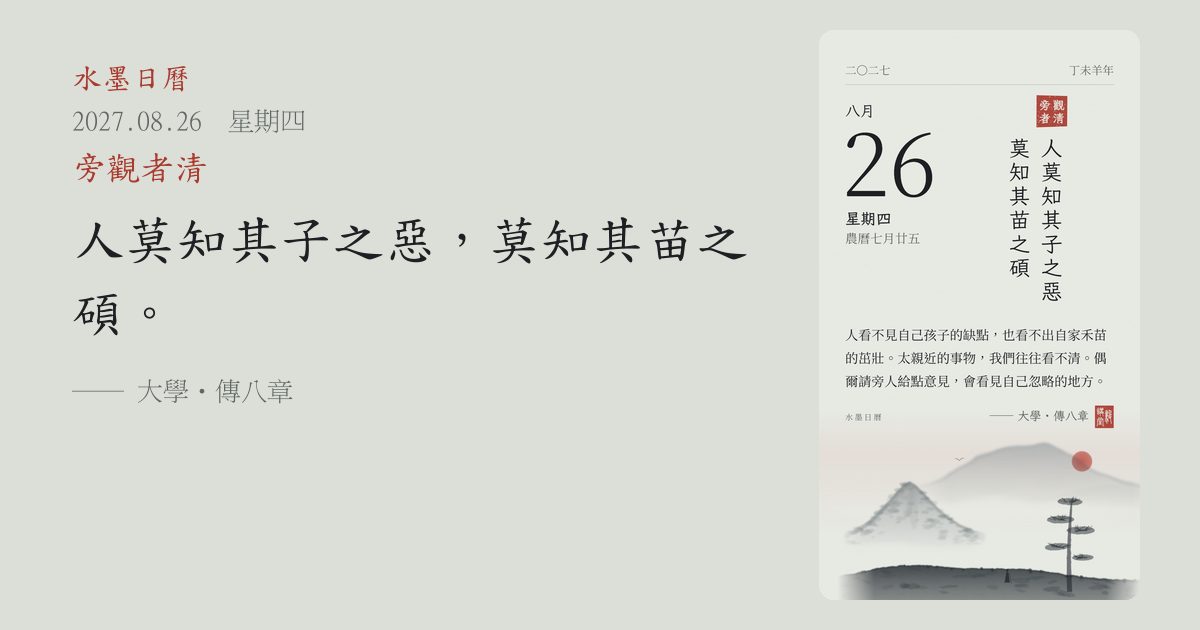 水墨日曆
2027.08.26 星期四
旁觀者清
人莫知其子之惡，莫知其苗之
碩。
—— 大學・傳八章
二〇二七
丁未羊年
八月
26
星期四
農曆七月廿五
旁觀者清
人莫知其子之惡
莫知其苗之碩
人看不見自己孩子的缺點，也看不出自家禾苗
的茁壯。太親近的事物，我們往往看不清。偶
爾請旁人給點意見，會看見自己忽略的地方。
水墨日曆
—— 大學・傳八章